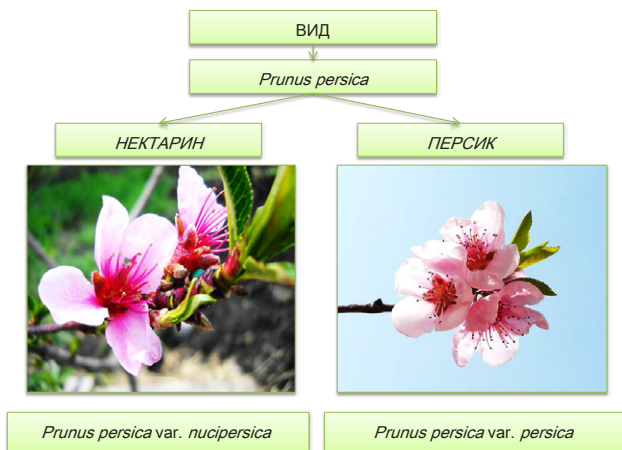 ВИД
Prunus persica
НЕКТАРИН
ПЕРСИК
Prunus persica var. nucipersica
Prunus persica var. persica